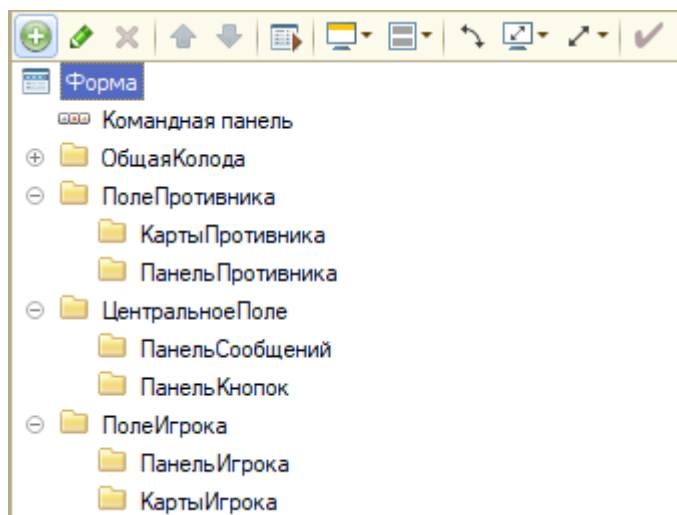 Форма
Командная панель
ОбщаяКолода
ПолеПротивника
КартыПротивника
ПанельПротивника
ЦентральноеПоле
ПанельСообщений
ПанельКнопок
ПолеИгрока
ПанельИгрока
КартыИгрока